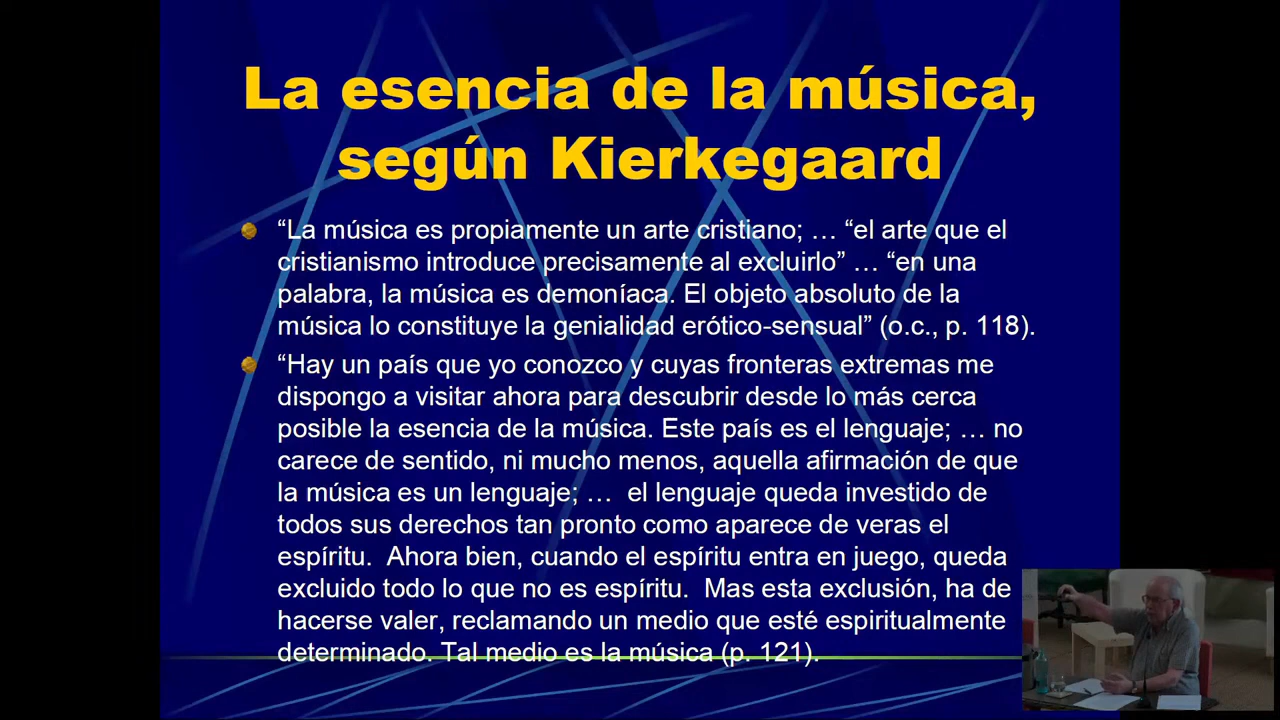 La esencia de la música,
según Kierkegaard
“La música es propiamente un arte cristiano; … “el arte que el
cristianismo introduce precisamente al excluirlo” … “en una
palabra, la música es demoníaca. El objeto absoluto de la
música lo constituye la genialidad erótico-sensual” (o.c., p. 118).
“Hay un país que yo conozco y cuyas fronteras extremas me
dispongo a visitar ahora para descubrir desde lo más cerca
posible la esencia de la música. Este país es el lenguaje; … no
carece de sentido, ni mucho menos, aquella afirmación de que
la música es un lenguaje; … el lenguaje queda investido de
todos sus derechos tan pronto como aparece de veras el
espíritu. Ahora bien, cuando el espíritu entra en juego, queda
excluido todo lo que no es espíritu. Mas esta exclusión, ha de
hacerse valer, reclamando un medio que esté espiritualmente
determinado. Tal medio es la música (p. 121).